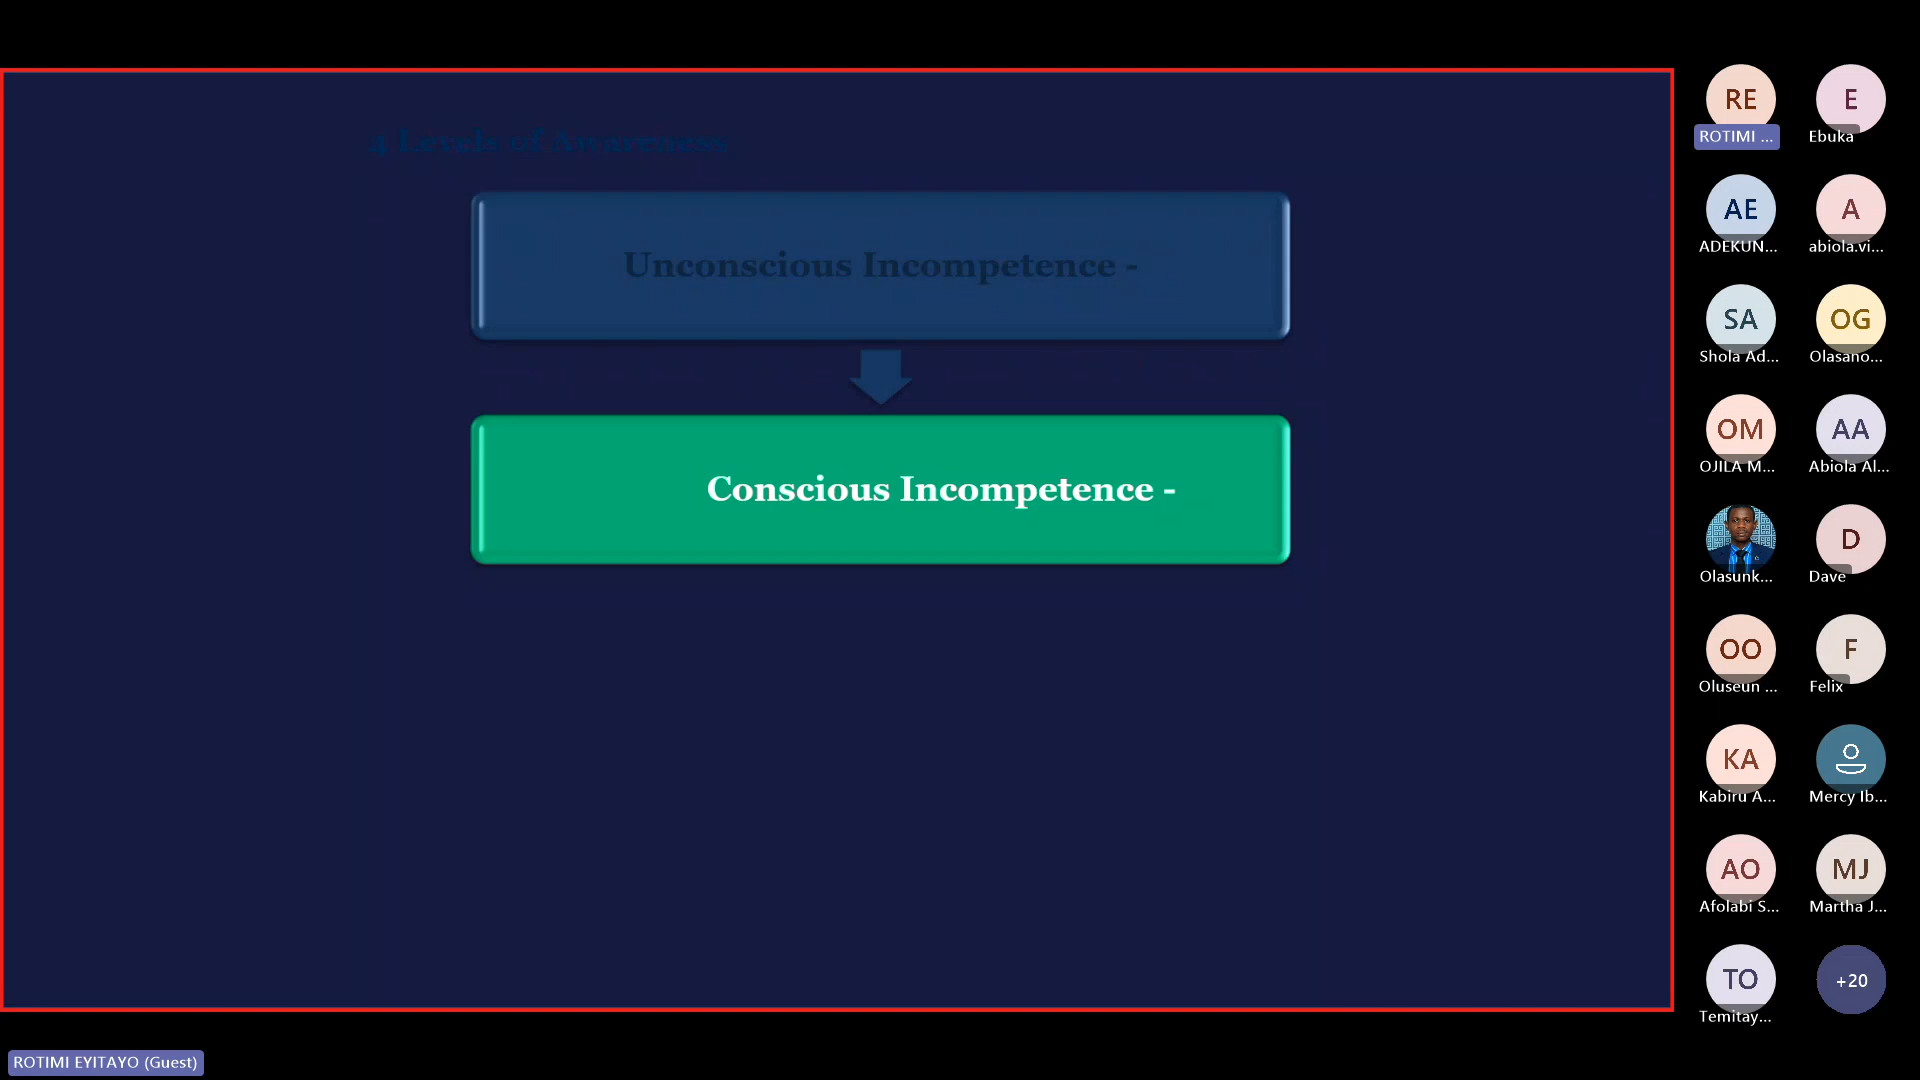 4 Levels of Awareness
Unconscious Incompetence -
Conscious Incompetence -
RE
ROTIMI ...
E
Ebuka
AE
ADEKUN...
A
abiola.vi...
SA
Shola Ad...
OG
Olasano...
OM
OJILA M...
AA
Abiola Al...
Olasunk...
D
Dave
OO
Oluseun ...
F
Felix
KA
Kabiru A...
Mercy Ib...
AO
Afolabi S...
MJ
Martha J...
TO
Temitay...
+20
ROTIMI EYITAYO (Guest)